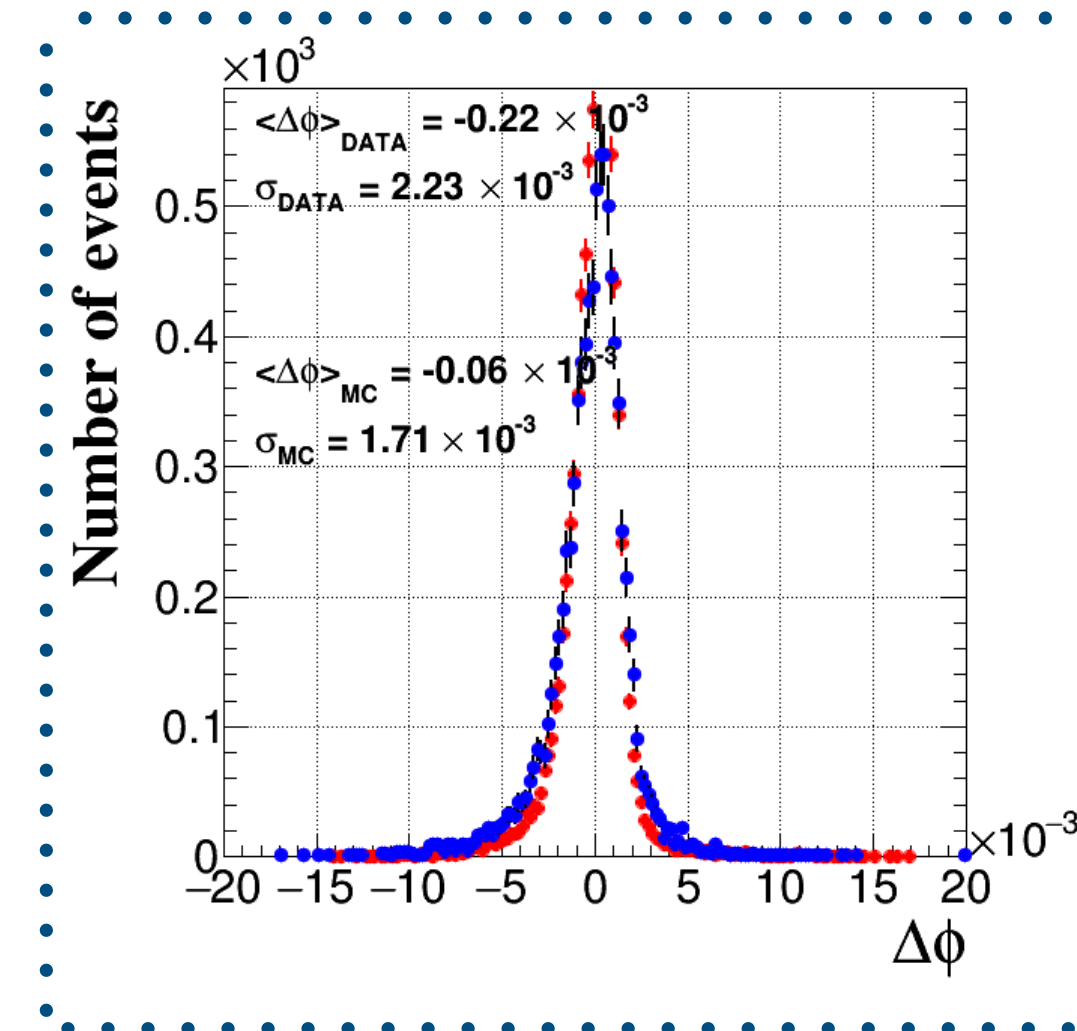 ×10³
<Δϕ>DATA = -0.22 × 10⁻³
σDATA = 2.23 × 10⁻³
<Δϕ>MC = -0.06 × 10⁻³
σMC = 1.71 × 10⁻³
Number of events
0.5
0.4
0.3
0.2
0.1
0
−20 −15 −10 −5 0 5 10 15 20
×10⁻³
Δϕ